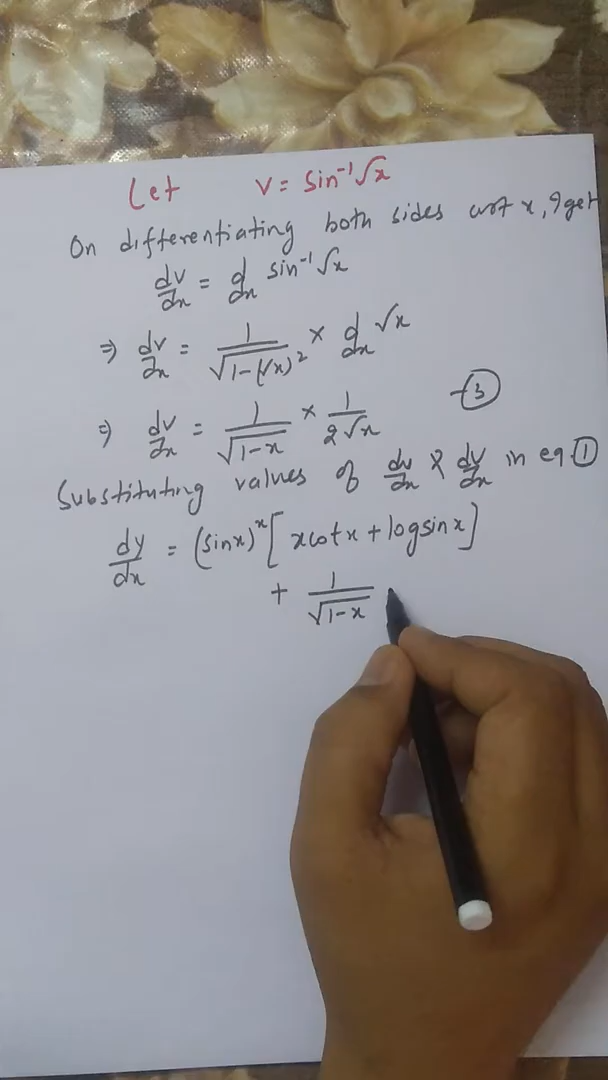 Let v = sin⁻¹√x
On differentiating both sides wrt x, I get
dv/dx = d/dx sin⁻¹√x
⇒ dv/dx = 1/√(1-(√x)²) × d/dx √x
⇒ dv/dx = 1/√(1-x) × 1/(2√x) -③
Substituting values of du/dx & dv/dx in eq ①
dy/dx = (sinx)ˣ [xcotx + logsinx]
+ 1/√(1-x)